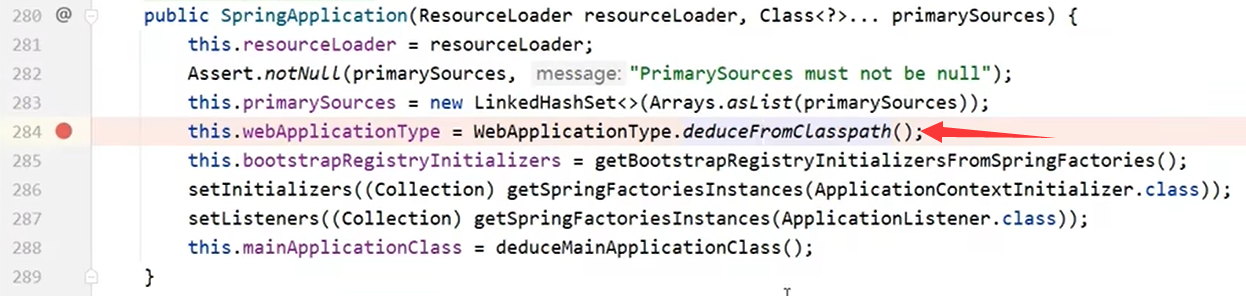 280 @ public SpringApplication(ResourceLoader resourceLoader, Class<?>... primarySources) {
281 this.resourceLoader = resourceLoader;
282 Assert.notNull(primarySources, message: "PrimarySources must not be null");
283 this.primarySources = new LinkedHashSet<>(Arrays.asList(primarySources));
284 this.webApplicationType = WebApplicationType.deduceFromClasspath();
285 this.bootstrapRegistryInitializers = getBootstrapRegistryInitializersFromSpringFactories();
286 setInitializers((Collection) getSpringFactoriesInstances(ApplicationContextInitializer.class));
287 setListeners((Collection) getSpringFactoriesInstances(ApplicationListener.class));
288 this.mainApplicationClass = deduceMainApplicationClass();
289 }